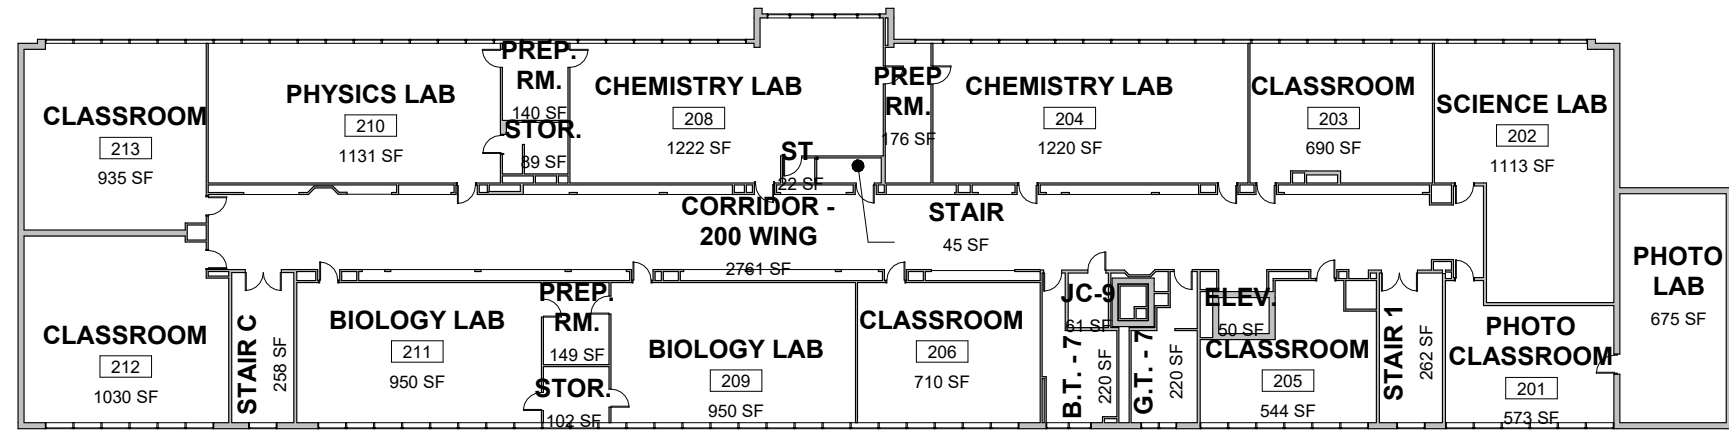 CLASSROOM
213
935 SF
PHYSICS LAB
210
1131 SF
PREP.
RM.
140 SF
STOR.
89 SF
CHEMISTRY LAB
208
1222 SF
ST.
22 SF
PREP
RM.
176 SF
CHEMISTRY LAB
204
1220 SF
CLASSROOM
203
690 SF
SCIENCE LAB
202
1113 SF
CORRIDOR -
200 WING
2761 SF
STAIR
45 SF
PHOTO
LAB
675 SF
CLASSROOM
212
1030 SF
STAIR C
258 SF
BIOLOGY LAB
211
950 SF
PREP.
RM.
149 SF
STOR.
102 SF
BIOLOGY LAB
209
950 SF
CLASSROOM
206
710 SF
JC-9
61 SF
B.T. - 7
220 SF
G.T. - 7
220 SF
ELEV.
50 SF
CLASSROOM
205
544 SF
STAIR 1
262 SF
PHOTO
CLASSROOM
201
573 SF